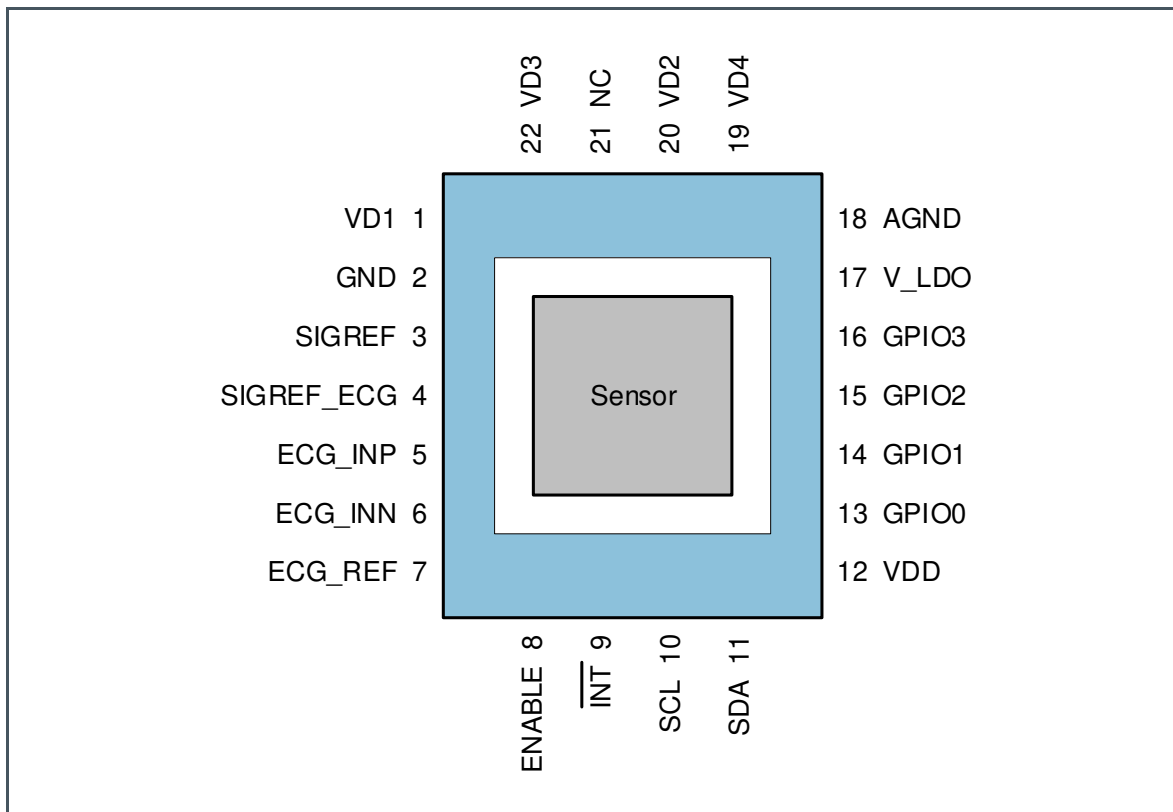 22 VD3
21 NC
20 VD2
19 VD4
VD1 1
18 AGND
GND 2
17 V_LDO
SIGREF 3
16 GPIO3
SIGREF_ECG 4
Sensor
15 GPIO2
ECG_INP 5
14 GPIO1
ECG_INN 6
13 GPIO0
ECG_REF 7
12 VDD
ENABLE 8
INT 9
SCL 10
SDA 11